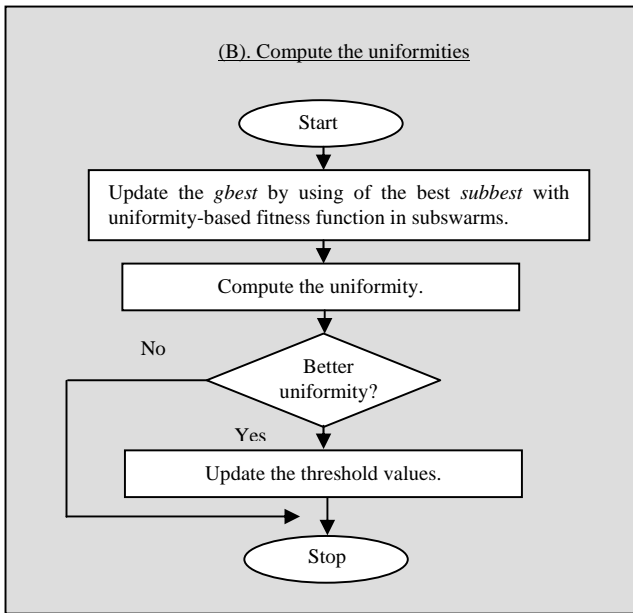 (B). Compute the uniformities
Start
Update the gbest by using of the best subbest with
uniformity-based fitness function in subswarms.
Compute the uniformity.
No
Better
uniformity?
Yes
Update the threshold values.
Stop